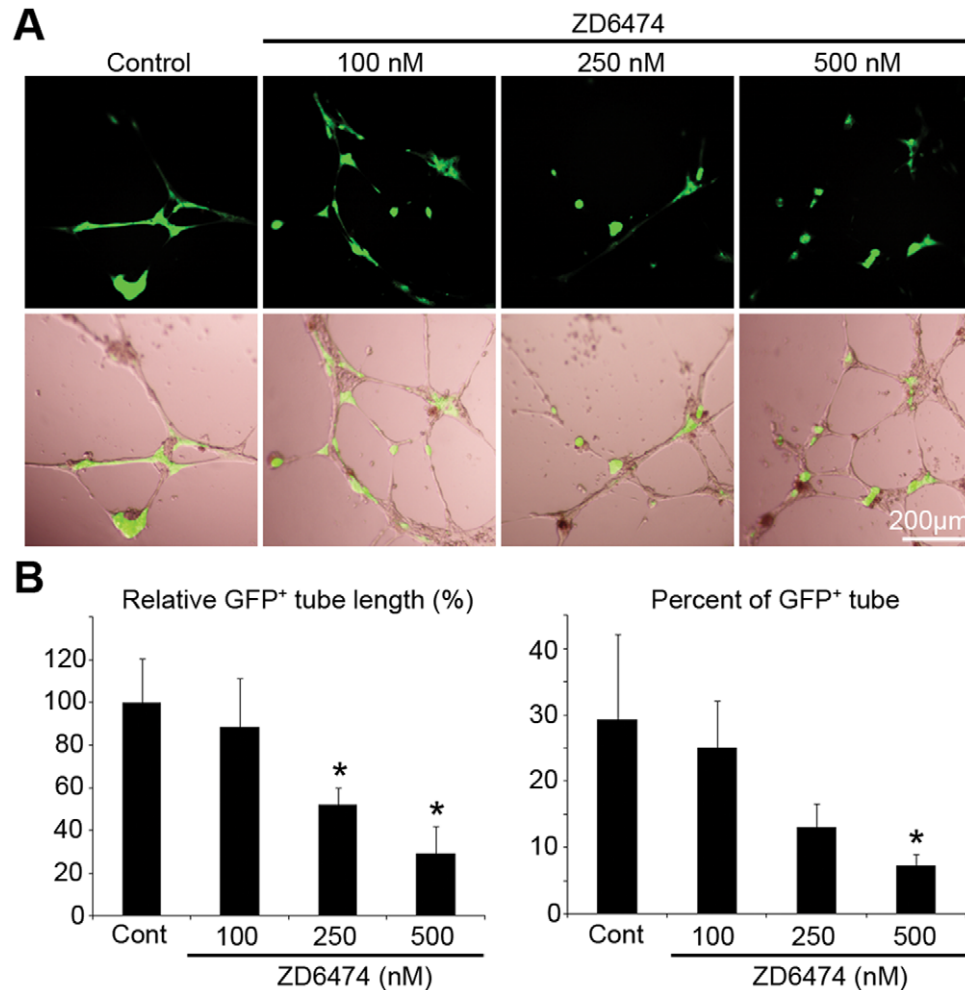 A
ZD6474
Control
100 nM
250 nM
500 nM
200μm
B
Relative GFP⁺ tube length (%)
120
100
80
60
40
20
0
*
*
Cont
100
250
500
ZD6474 (nM)
Percent of GFP⁺ tube
40
30
20
10
0
*
Cont
100
250
500
ZD6474 (nM)